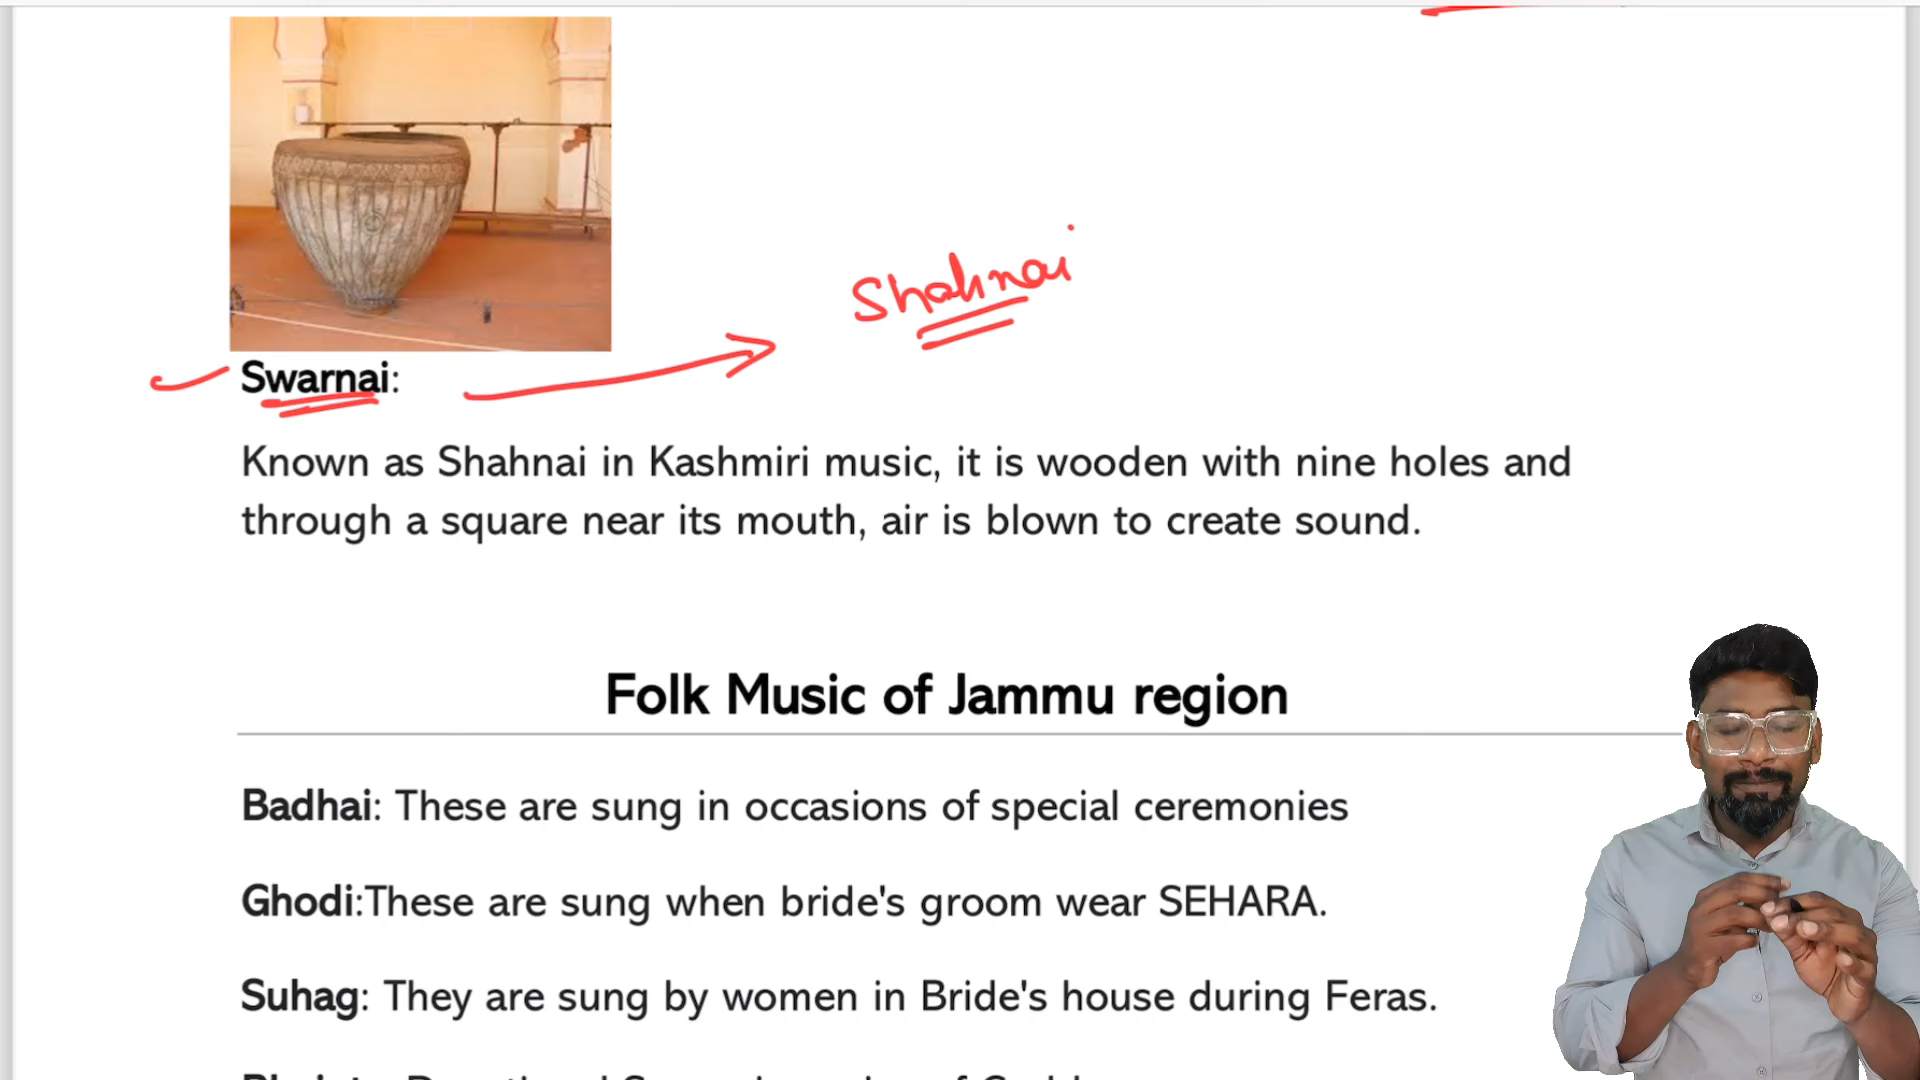 Shahnai
Swarnai:
Known as Shahnai in Kashmiri music, it is wooden with nine holes and
through a square near its mouth, air is blown to create sound.
Folk Music of Jammu region
Badhai: These are sung in occasions of special ceremonies
Ghodi:These are sung when bride's groom wear SEHARA.
Suhag: They are sung by women in Bride's house during Feras.